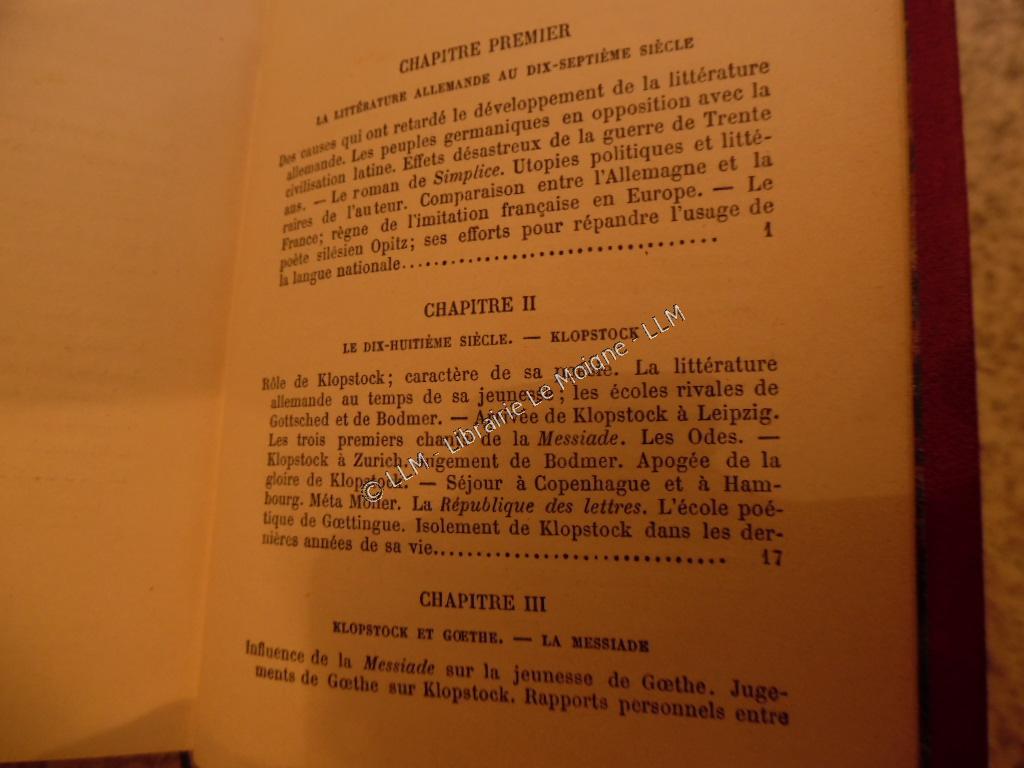 CHAPITRE PREMIER
LA LITTÉRATURE ALLEMANDE AU DIX-SEPTIÈME SIÈCLE
Des causes qui ont retardé le développement de la littérature
allemande. Les peuples germaniques en opposition avec la
civilisation latine. Effets désastreux de la guerre de Trente
ans. — Le roman de Simplice. Utopies politiques et litté-
raires de l'auteur. Comparaison entre l'Allemagne et la
France; règne de l'imitation française en Europe. — Le
poète silésien Opitz; ses efforts pour répandre l'usage de
la langue nationale.............................. 1
CHAPITRE II
LE DIX-HUITIÈME SIÈCLE. — KLOPSTOCK
Rôle de Klopstock; caractère de sa La littérature
allemande au temps de sa jeunesse; les écoles rivales de
Gottsched et de Bodmer. — Arrivée de Klopstock à Leipzig.
Les trois premiers chants de la Messiade. Les Odes. —
Klopstock à Zurich. Jugement de Bodmer. Apogée de la
gloire de Klopstock. — Séjour à Copenhague et à Ham-
bourg. Méta Moller. La République des lettres. L'école poé-
tique de Gœttingue. Isolement de Klopstock dans les der-
nières années de sa vie.............................. 17
CHAPITRE III
KLOPSTOCK ET GŒTHE. — LA MESSIADE
Influence de la Messiade sur la jeunesse de Gœthe. Juge-
ments de Gœthe sur Klopstock. Rapports personnels entre
© LLM - Librairie Le Moigne - LLM